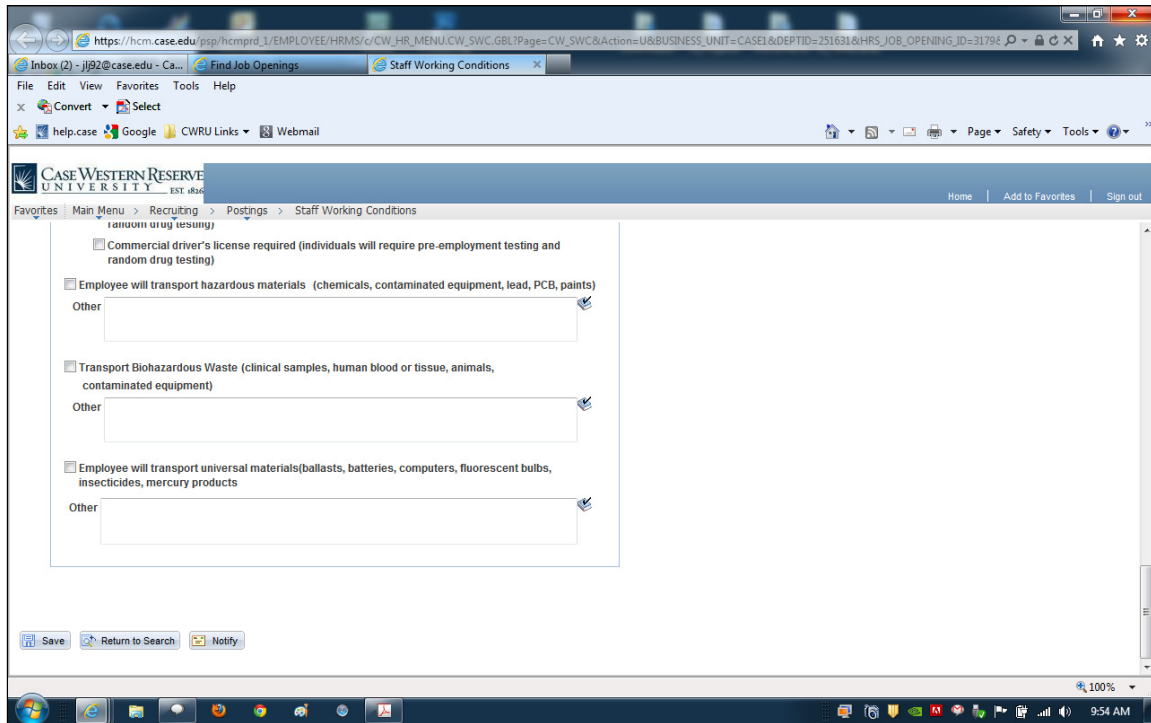 https://hcm.case.edu/psp/hcmprd_1/EMPLOYEE/HRMS/c/CW_HR_MENU.CW_SWC.GBL?Page=CW_SWC&Action=U&BUSINESS_UNIT=CASE1&DEPTID=251631&HRS_JOB_OPENING_ID=3179
Inbox (2) - jlj92@case.edu - Ca... Find Job Openings Staff Working Conditions
File Edit View Favorites Tools Help
Convert Select
help.case Google CWRU Links Webmail Page Safety Tools
CASE WESTERN RESERVE
UNIVERSITY EST. 1826
Home Add to Favorites Sign out
Favorites Main Menu > Recruiting > Postings > Staff Working Conditions
random drug testing)
Commercial driver's license required (individuals will require pre-employment testing and
random drug testing)
Employee will transport hazardous materials (chemicals, contaminated equipment, lead, PCB, paints)
Other
Transport Biohazardous Waste (clinical samples, human blood or tissue, animals,
contaminated equipment)
Other
Employee will transport universal materials(ballasts, batteries, computers, fluorescent bulbs,
insecticides, mercury products
Other
Save Return to Search Notify
100%
9:54 AM